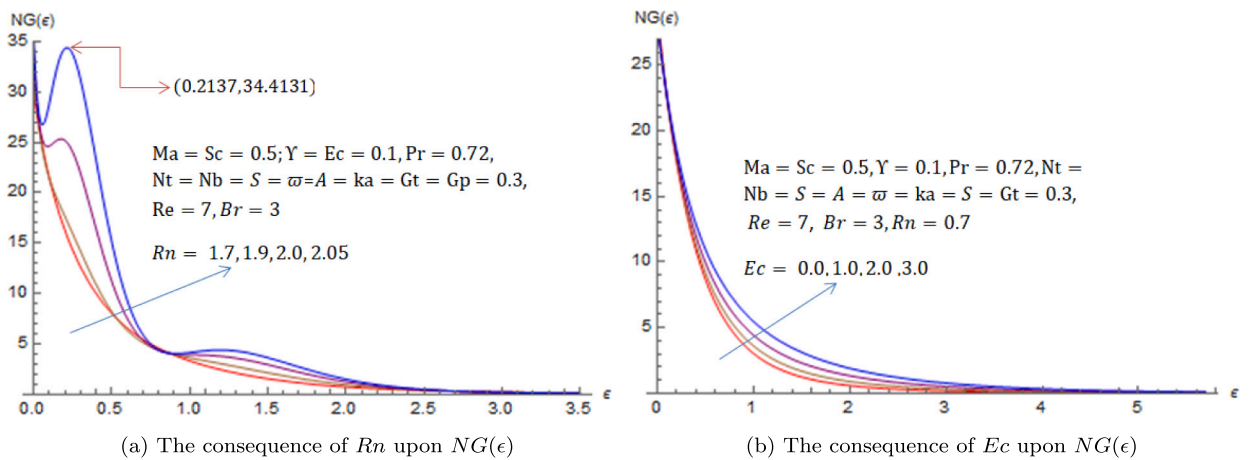 NG(ϵ)
35
30
25
20
15
10
5
0.0 0.5 1.0 1.5 2.0 2.5 3.0 3.5 ϵ
(0.2137,34.4131)
Ma = Sc = 0.5; ϒ = Ec = 0.1, Pr = 0.72,
Nt = Nb = S = ϖ=A = ka = Gt = Gp = 0.3,
Re = 7, Br = 3
Rn = 1.7, 1.9, 2.0, 2.05
(a) The consequence of Rn upon NG(ϵ)
NG(ϵ)
25
20
15
10
5
0 1 2 3 4 5 ϵ
Ma = Sc = 0.5, ϒ = 0.1, Pr = 0.72, Nt =
Nb = S = A = ϖ = ka = S = Gt = 0.3,
Re = 7, Br = 3, Rn = 0.7
Ec = 0.0, 1.0, 2.0 ,3.0
(b) The consequence of Ec upon NG(ϵ)